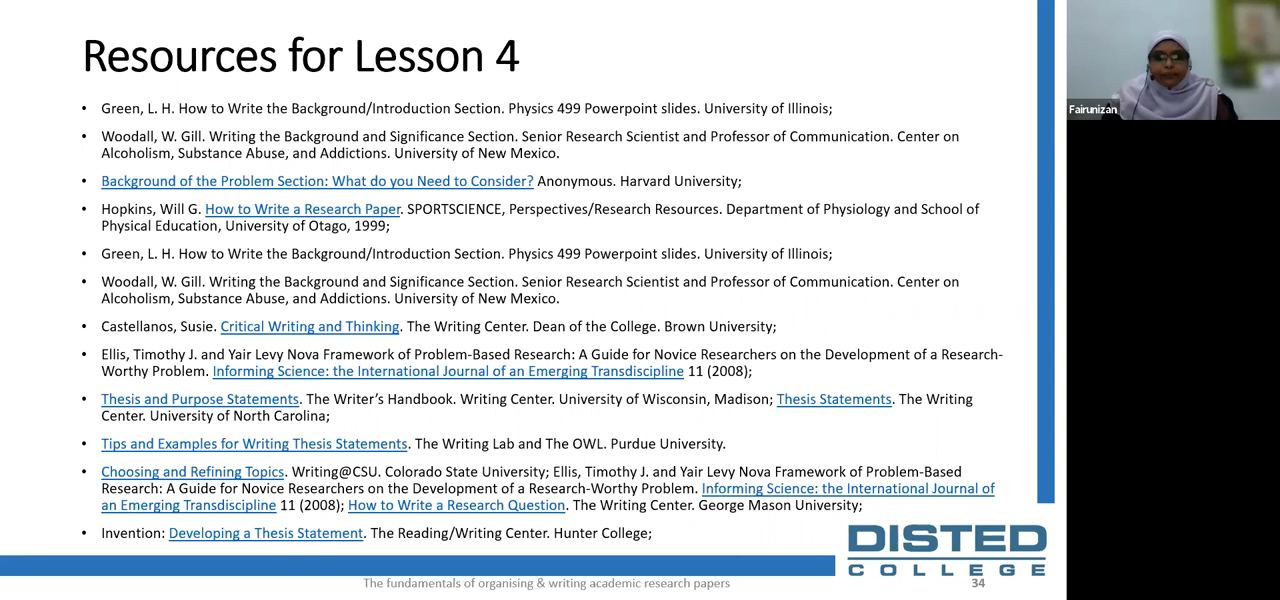 Resources for Lesson 4
• Green, L. H. How to Write the Background/Introduction Section. Physics 499 Powerpoint slides. University of Illinois;
• Woodall, W. Gill. Writing the Background and Significance Section. Senior Research Scientist and Professor of Communication. Center on
Alcoholism, Substance Abuse, and Addictions. University of New Mexico.
• Background of the Problem Section: What do you Need to Consider? Anonymous. Harvard University;
• Hopkins, Will G. How to Write a Research Paper. SPORTSCIENCE, Perspectives/Research Resources. Department of Physiology and School of
Physical Education, University of Otago, 1999;
• Green, L. H. How to Write the Background/Introduction Section. Physics 499 Powerpoint slides. University of Illinois;
• Woodall, W. Gill. Writing the Background and Significance Section. Senior Research Scientist and Professor of Communication. Center on
Alcoholism, Substance Abuse, and Addictions. University of New Mexico.
• Castellanos, Susie. Critical Writing and Thinking. The Writing Center. Dean of the College. Brown University;
• Ellis, Timothy J. and Yair Levy Nova Framework of Problem-Based Research: A Guide for Novice Researchers on the Development of a Research-
Worthy Problem. Informing Science: the International Journal of an Emerging Transdiscipline 11 (2008);
• Thesis and Purpose Statements. The Writer’s Handbook. Writing Center. University of Wisconsin, Madison; Thesis Statements. The Writing
Center. University of North Carolina;
• Tips and Examples for Writing Thesis Statements. The Writing Lab and The OWL. Purdue University.
• Choosing and Refining Topics. Writing@CSU. Colorado State University; Ellis, Timothy J. and Yair Levy Nova Framework of Problem-Based
Research: A Guide for Novice Researchers on the Development of a Research-Worthy Problem. Informing Science: the International Journal of
an Emerging Transdiscipline 11 (2008); How to Write a Research Question. The Writing Center. George Mason University;
• Invention: Developing a Thesis Statement. The Reading/Writing Center. Hunter College;
DISTED
COLLEGE
The fundamentals of organising & writing academic research papers
34
Fairunizan